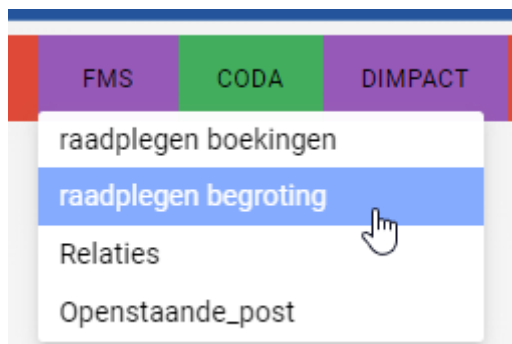 FMS CODA DIMPACT
raadplegen boekingen
raadplegen begroting
Relaties
Openstaande_post